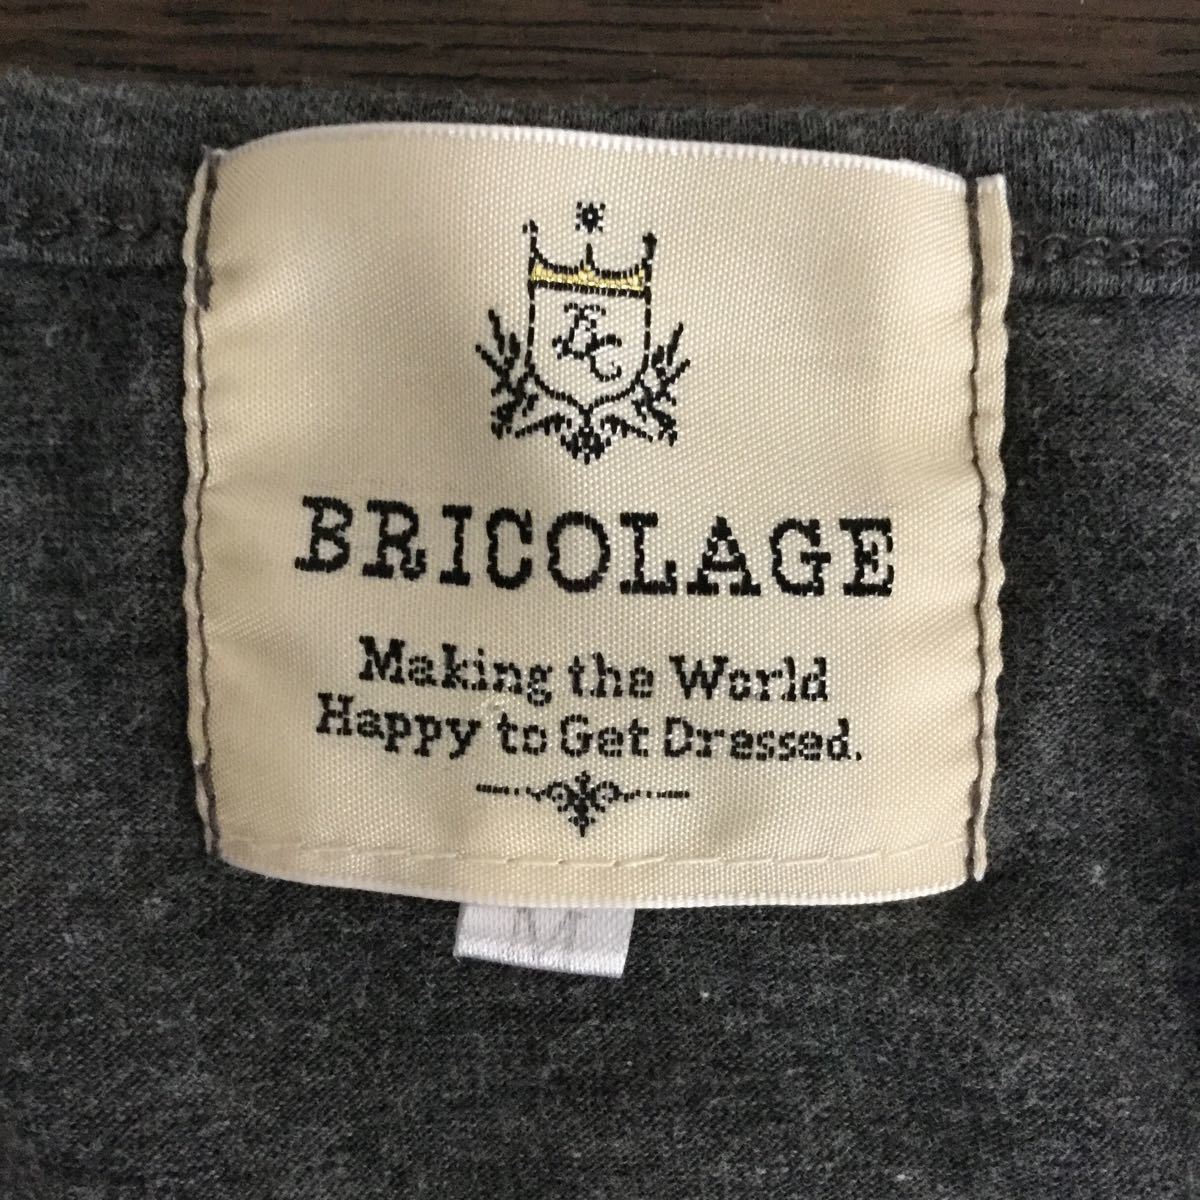 BC
BRICOLAGE
Making the World
Happy to Get Dressed.
M